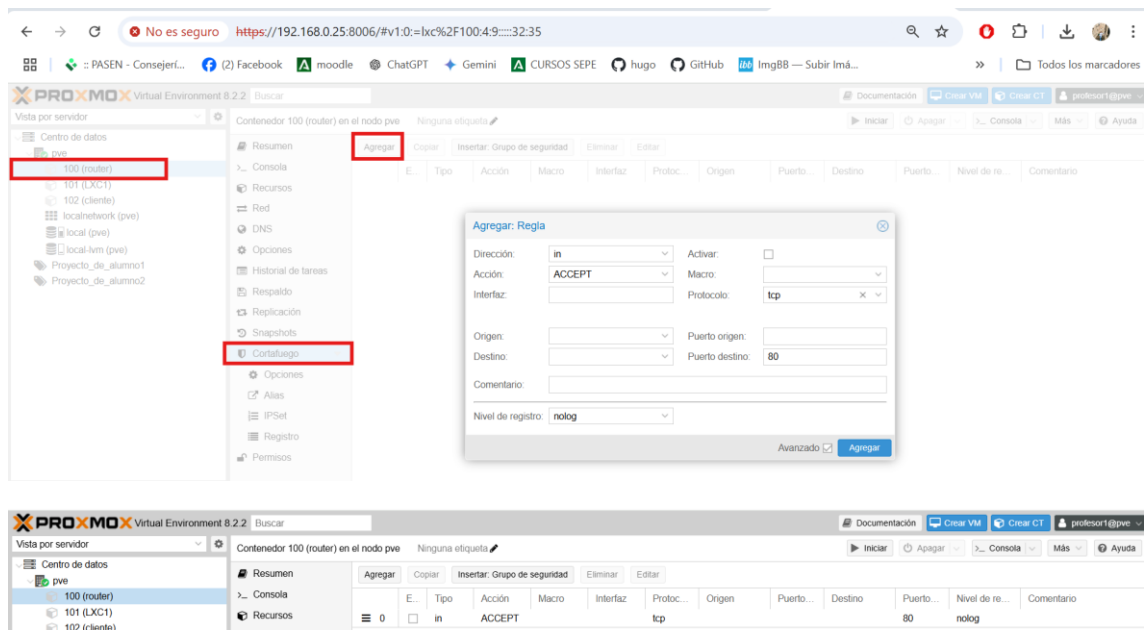 No es seguro https://192.168.0.25:8006/#v1:0:=lxc%2F100:4:9:::::32:35
:: PASEN - Consejerí... (2) Facebook moodle ChatGPT Gemini CURSOS SEPE hugo GitHub ibb ImgBB — Subir Imá... » Todos los marcadores
PROXMOX Virtual Environment 8.2.2 Buscar Documentación Crear VM Crear CT profesor1@pve
Vista por servidor Contenedor 100 (router) en el nodo pve Ninguna etiqueta Iniciar Apagar Consola Más Ayuda
Centro de datos
pve
100 (router)
101 (LXC1)
102 (cliente)
localnetwork (pve)
local (pve)
local-lvm (pve)
Proyecto_de_alumno1
Proyecto_de_alumno2
Resumen
Consola
Recursos
Red
DNS
Opciones
Historial de tareas
Respaldo
Replicación
Snapshots
Cortafuego
Opciones
Alias
IPSet
Registro
Permisos
Agregar Copiar Insertar: Grupo de seguridad Eliminar Editar
E... Tipo Acción Macro Interfaz Protoc... Origen Puerto... Destino Puerto... Nivel de re... Comentario
Agregar: Regla
Dirección: in Activar:
Acción: ACCEPT Macro:
Interfaz: Protocolo: tcp
Origen: Puerto origen:
Destino: Puerto destino: 80
Comentario:
Nivel de registro: nolog
Avanzado Agregar
PROXMOX Virtual Environment 8.2.2 Buscar Documentación Crear VM Crear CT profesor1@pve
Vista por servidor Contenedor 100 (router) en el nodo pve Ninguna etiqueta Iniciar Apagar Consola Más Ayuda
Centro de datos
pve
100 (router)
101 (LXC1)
102 (cliente)
Resumen
Consola
Recursos
Agregar Copiar Insertar: Grupo de seguridad Eliminar Editar
E... Tipo Acción Macro Interfaz Protoc... Origen Puerto... Destino Puerto... Nivel de re... Comentario
0 in ACCEPT tcp 80 nolog